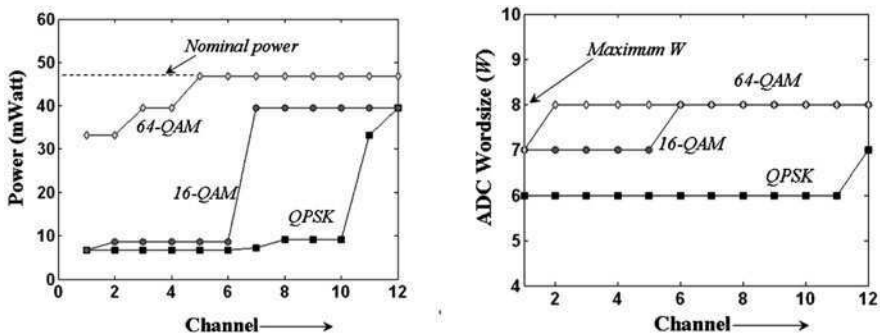 60
50
40
30
20
10
0
Power (mWatt)
Nominal power
64-QAM
16-QAM
QPSK
0 2 4 6 8 10 12
Channel
10
9
8
7
6
5
4
ADC Wordsize (W)
Maximum W
64-QAM
16-QAM
QPSK
2 4 6 8 10 12
Channel